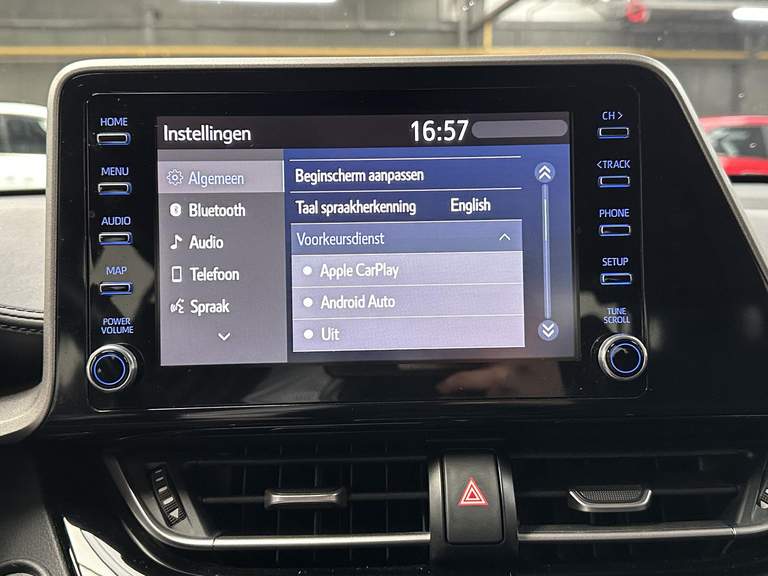 Instellingen 16:57
HOME
MENU
AUDIO
MAP
POWER
VOLUME
Algemeen
Bluetooth
Audio
Telefoon
Spraak
Beginscherm aanpassen
Taal spraakherkenning English
Voorkeursdienst
Apple CarPlay
Android Auto
Uit
CH >
< TRACK
PHONE
SETUP
TUNE
SCROLL